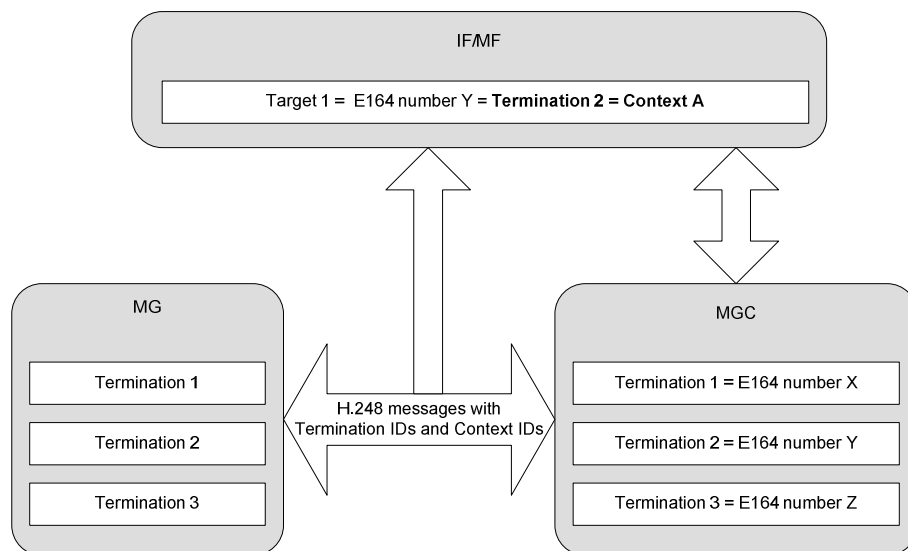 IF/MF
Target 1 = E164 number Y = Termination 2 = Context A
MG
Termination 1
Termination 2
Termination 3
H.248 messages with
Termination IDs and Context IDs
MGC
Termination 1 = E164 number X
Termination 2 = E164 number Y
Termination 3 = E164 number Z